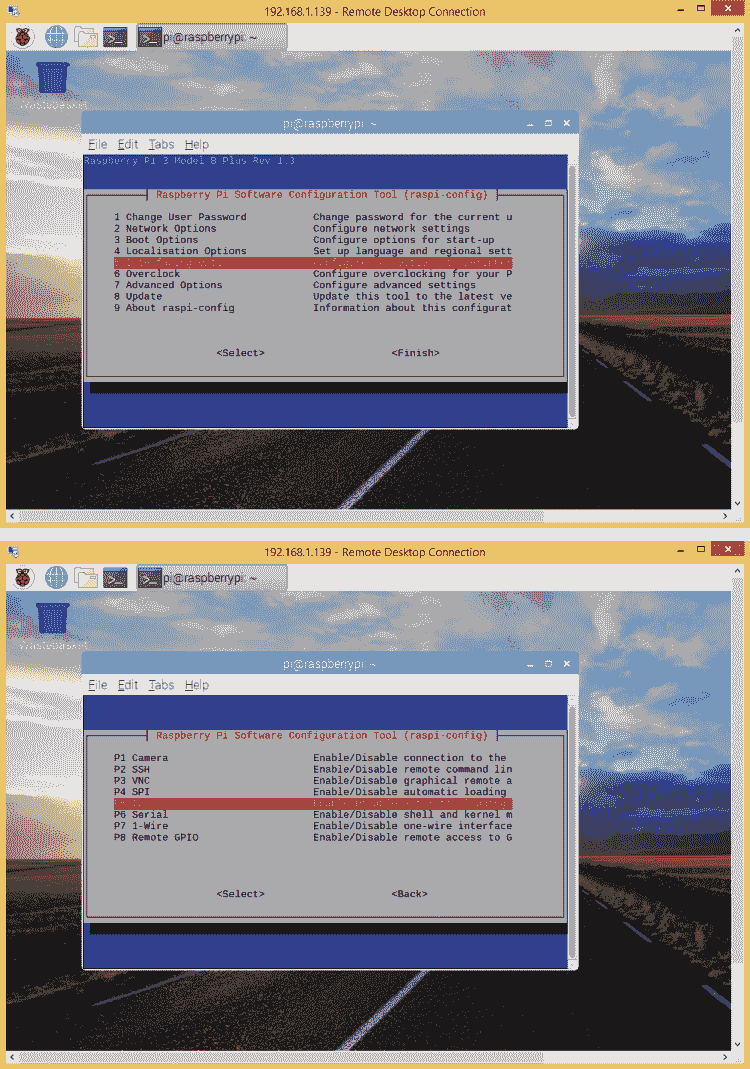 192.168.1.139 - Remote Desktop Connection
pi@raspberrypi: ~
Wastebasket
pi@raspberrypi: ~
File Edit Tabs Help
Raspberry Pi 3 Model B Plus Rev 1.3
Raspberry Pi Software Configuration Tool (raspi-config)
1 Change User Password Change password for the current u
2 Network Options Configure network settings
3 Boot Options Configure options for start-up
4 Localisation Options Set up language and regional sett
6 Overclock Configure overclocking for your P
7 Advanced Options Configure advanced settings
8 Update Update this tool to the latest ve
9 About raspi-config Information about this configurat
<Select> <Finish>
192.168.1.139 - Remote Desktop Connection
pi@raspberrypi: ~
Wastebasket
pi@raspberrypi: ~
File Edit Tabs Help
Raspberry Pi Software Configuration Tool (raspi-config)
P1 Camera Enable/Disable connection to the
P2 SSH Enable/Disable remote command lin
P3 VNC Enable/Disable graphical remote a
P4 SPI Enable/Disable automatic loading
P6 Serial Enable/Disable shell and kernel m
P7 1-Wire Enable/Disable one-wire interface
P8 Remote GPIO Enable/Disable remote access to G
<Select> <Back>